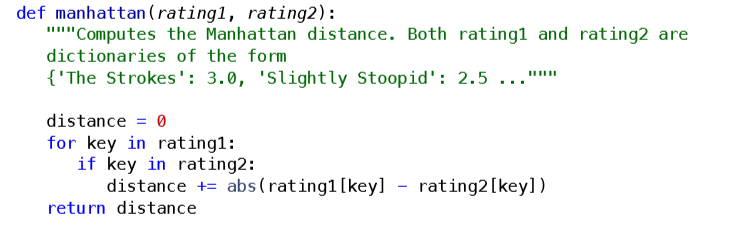 def manhattan(rating1, rating2):
   """Computes the Manhattan distance. Both rating1 and rating2 are
   dictionaries of the form
   {'The Strokes': 3.0, 'Slightly Stoopid': 2.5 ..."""
   distance = 0
   for key in rating1:
      if key in rating2:
         distance += abs(rating1[key] - rating2[key])
   return distance